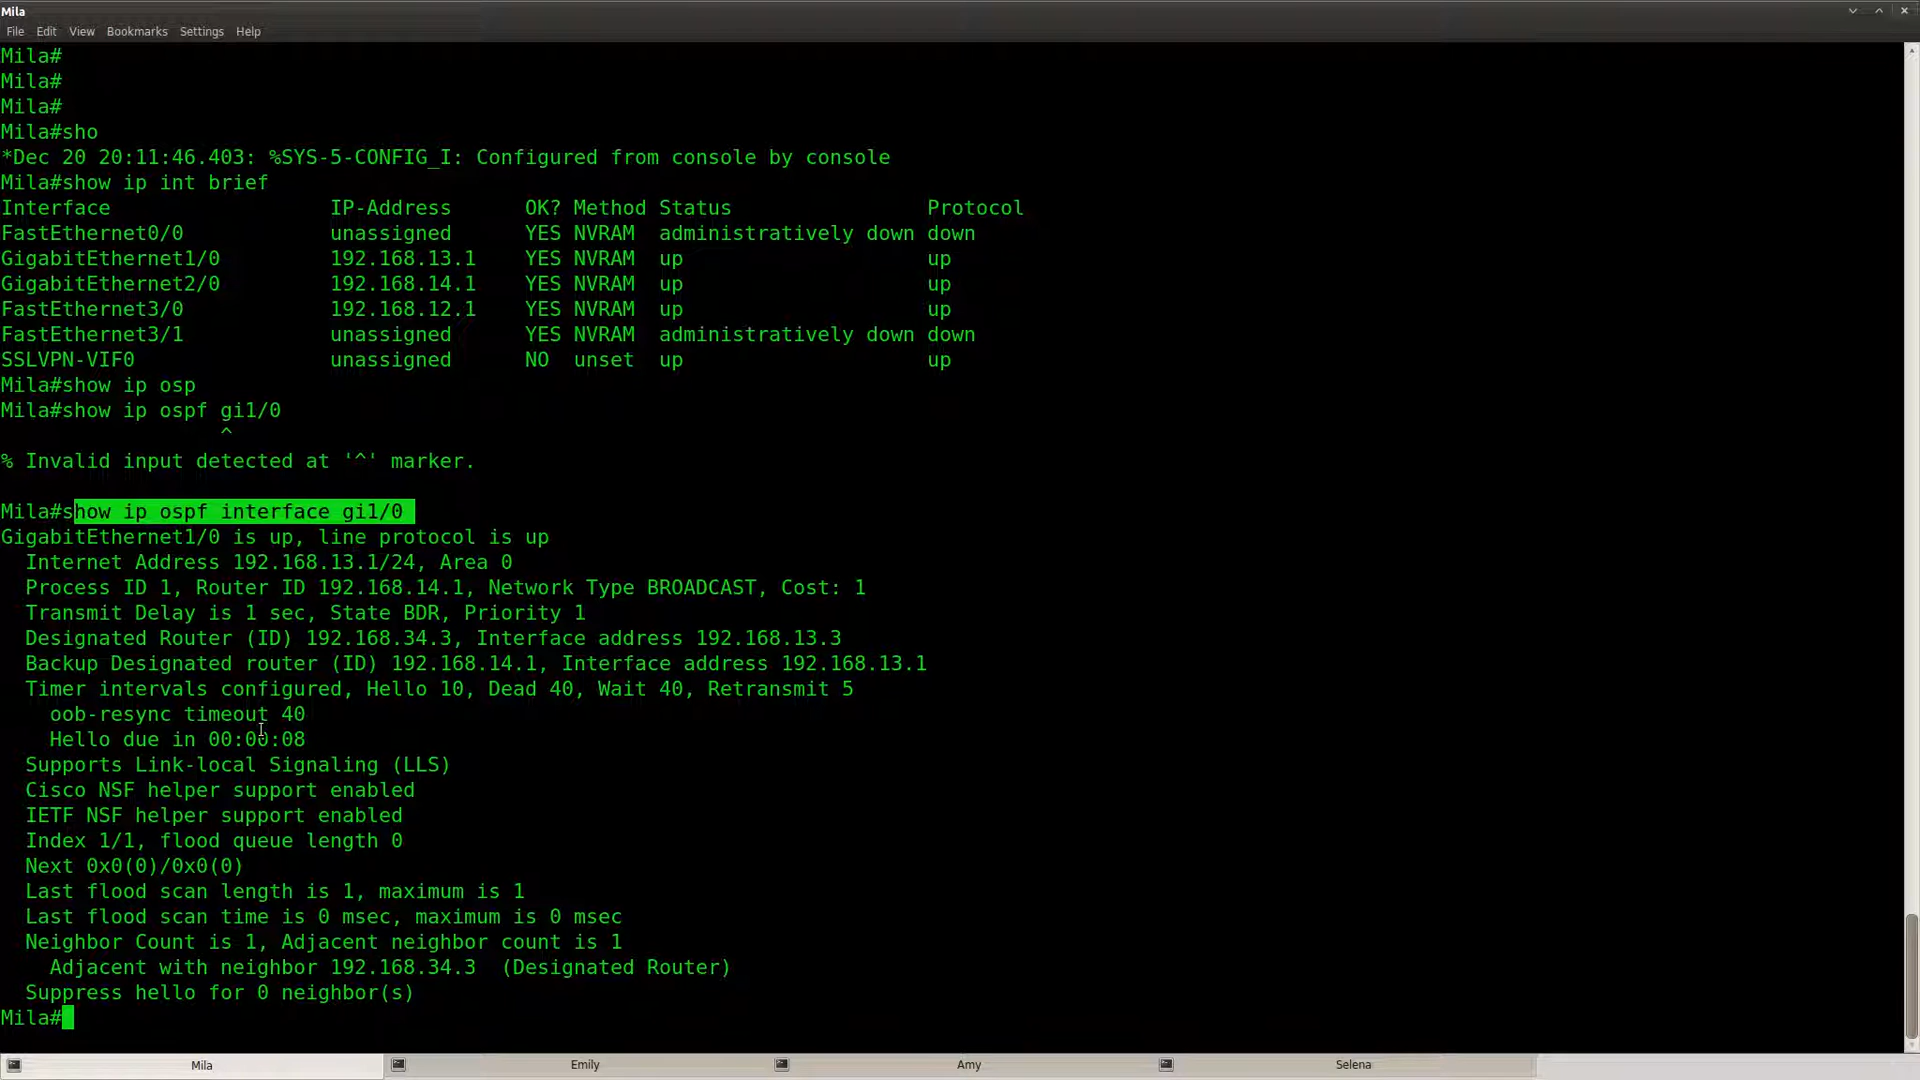 Mila
File Edit View Bookmarks Settings Help
Mila#
Mila#
Mila#
Mila#sho
*Dec 20 20:11:46.403: %SYS-5-CONFIG_I: Configured from console by console
Mila#show ip int brief
Interface IP-Address OK? Method Status Protocol
FastEthernet0/0 unassigned YES NVRAM administratively down down
GigabitEthernet1/0 192.168.13.1 YES NVRAM up up
GigabitEthernet2/0 192.168.14.1 YES NVRAM up up
FastEthernet3/0 192.168.12.1 YES NVRAM up up
FastEthernet3/1 unassigned YES NVRAM administratively down down
SSLVPN-VIF0 unassigned NO unset up up
Mila#show ip osp
Mila#show ip ospf gi1/0
^
% Invalid input detected at '^' marker.
Mila#show ip ospf interface gi1/0
GigabitEthernet1/0 is up, line protocol is up
Internet Address 192.168.13.1/24, Area 0
Process ID 1, Router ID 192.168.14.1, Network Type BROADCAST, Cost: 1
Transmit Delay is 1 sec, State BDR, Priority 1
Designated Router (ID) 192.168.34.3, Interface address 192.168.13.3
Backup Designated router (ID) 192.168.14.1, Interface address 192.168.13.1
Timer intervals configured, Hello 10, Dead 40, Wait 40, Retransmit 5
oob-resync timeout 40
Hello due in 00:00:08
Supports Link-local Signaling (LLS)
Cisco NSF helper support enabled
IETF NSF helper support enabled
Index 1/1, flood queue length 0
Next 0x0(0)/0x0(0)
Last flood scan length is 1, maximum is 1
Last flood scan time is 0 msec, maximum is 0 msec
Neighbor Count is 1, Adjacent neighbor count is 1
Adjacent with neighbor 192.168.34.3 (Designated Router)
Suppress hello for 0 neighbor(s)
Mila#
Mila Emily Amy Selena